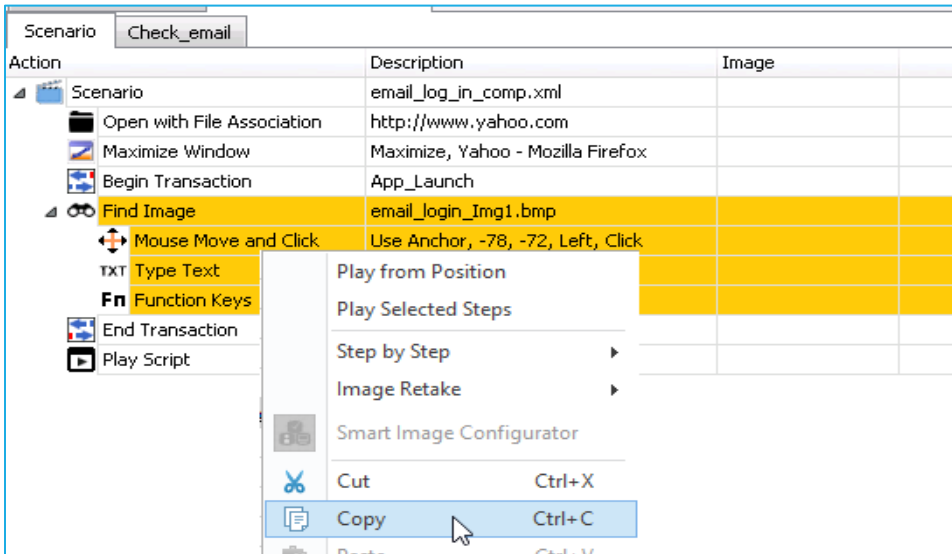 Scenario Check_email
Action Description Image
Scenario email_log_in_comp.xml
Open with File Association http://www.yahoo.com
Maximize Window Maximize, Yahoo - Mozilla Firefox
Begin Transaction App_Launch
Find Image email_login_Img1.bmp
Mouse Move and Click Use Anchor, -78, -72, Left, Click
TXT Type Text
Fn Function Keys
End Transaction
Play Script
Play from Position
Play Selected Steps
Step by Step
Image Retake
Smart Image Configurator
Cut Ctrl+X
Copy Ctrl+C